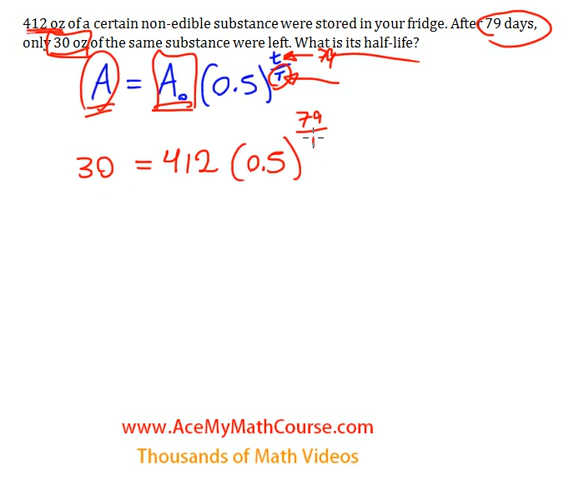 412 oz of a certain non-edible substance were stored in your fridge. After 79 days,
only 30 oz of the same substance were left. What is its half-life?
A = A₀ (0.5)^(t/T) ← 79
30 = 412 (0.5)^(79/T)
www.AceMyMathCourse.com
Thousands of Math Videos